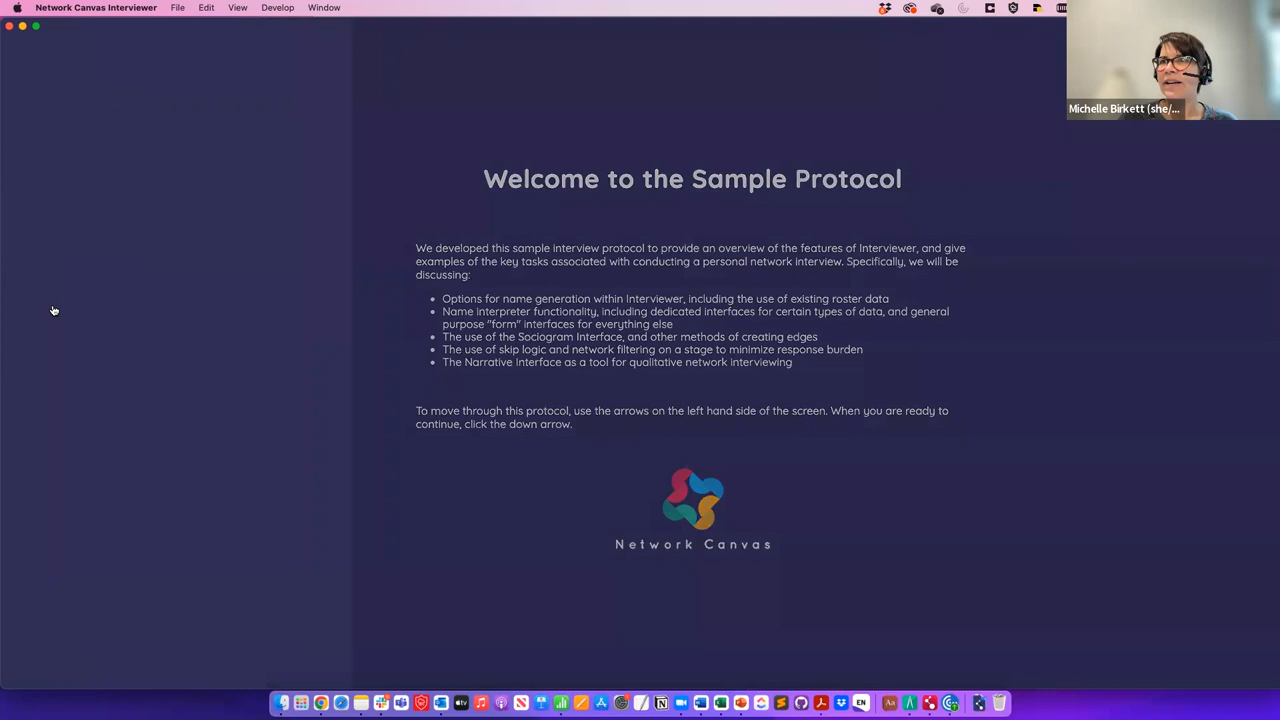 Network Canvas Interviewer File Edit View Develop Window
Michelle Birkett (she/...
Welcome to the Sample Protocol
We developed this sample interview protocol to provide an overview of the features of Interviewer, and give
examples of the key tasks associated with conducting a personal network interview. Specifically, we will be
discussing:
Options for name generation within Interviewer, including the use of existing roster data
Name interpreter functionality, including dedicated interfaces for certain types of data, and general
purpose "form" interfaces for everything else
The use of the Sociogram Interface, and other methods of creating edges
The use of skip logic and network filtering on a stage to minimize response burden
The Narrative Interface as a tool for qualitative network interviewing
To move through this protocol, use the arrows on the left hand side of the screen. When you are ready to
continue, click the down arrow.
Network Canvas
tv
EN
Aa